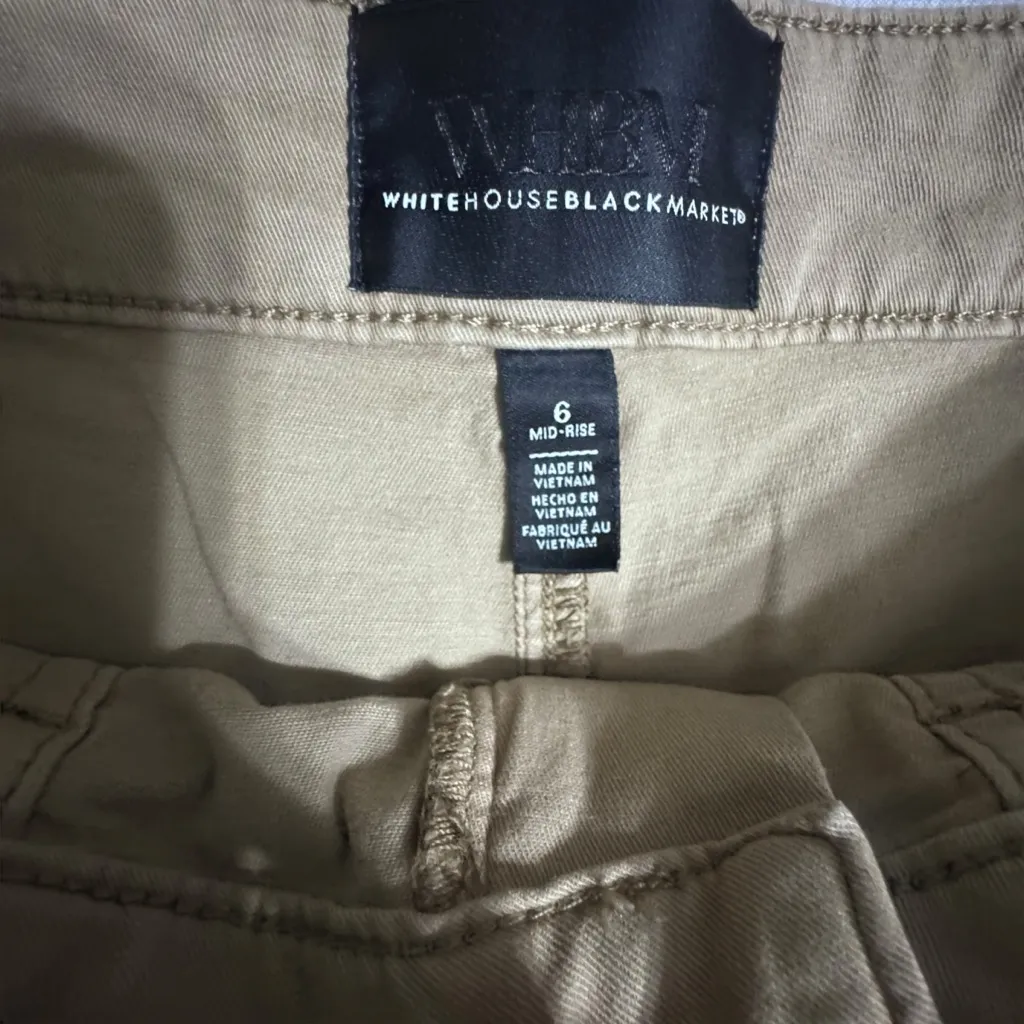 WHBM
WHITEHOUSEBLACKMARKET®
6
MID-RISE
MADE IN
VIETNAM
HECHO EN
VIETNAM
FABRIQUÉ AU
VIETNAM